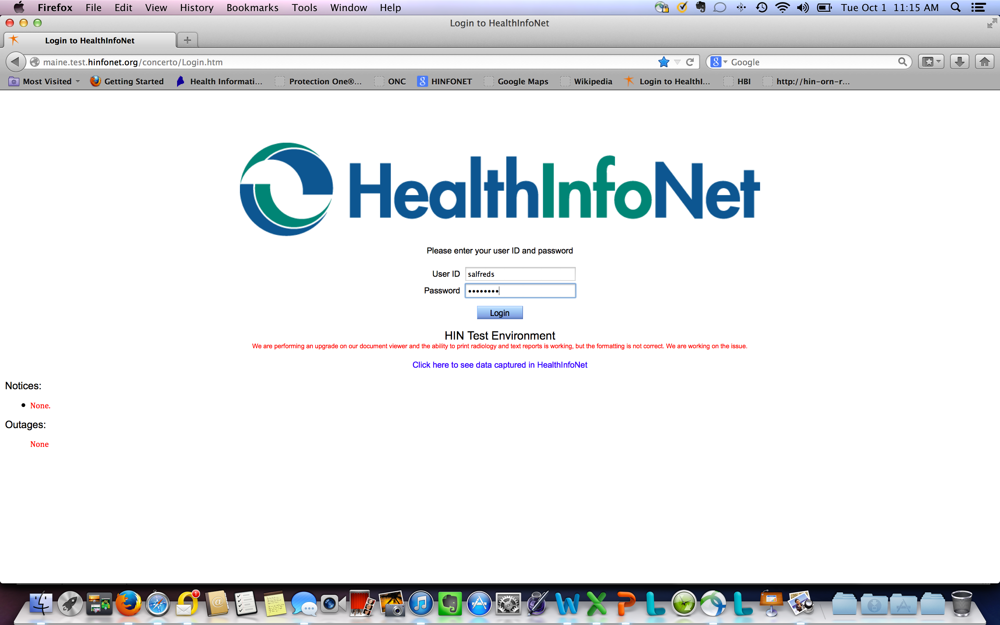 Firefox File Edit View History Bookmarks Tools Window Help Tue Oct 1 11:15 AM
Login to HealthInfoNet
Login to HealthInfoNet
maine.test.hinfonet.org/concerto/Login.htm Google
Most Visited Getting Started Health Informati... Protection One®... ONC HINFONET Google Maps Wikipedia Login to HealthI... HBI http://hin-orn-r...
HealthInfoNet
Please enter your user ID and password
User ID salfreds
Password ••••••••
Login
HIN Test Environment
We are performing an upgrade on our document viewer and the ability to print radiology and text reports is working, but the formatting is not correct. We are working on the issue.
Click here to see data captured in HealthInfoNet
Notices:
• None.
Outages:
None
1